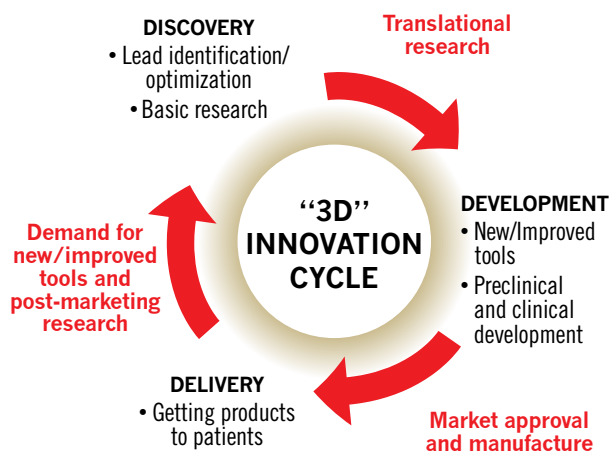 DISCOVERY
• Lead identification/
optimization
• Basic research
Translational
research
“3D”
INNOVATION
CYCLE
DEVELOPMENT
• New/Improved
tools
• Preclinical
and clinical
development
Market approval
and manufacture
DELIVERY
• Getting products
to patients
Demand for
new/improved
tools and
post-marketing
research